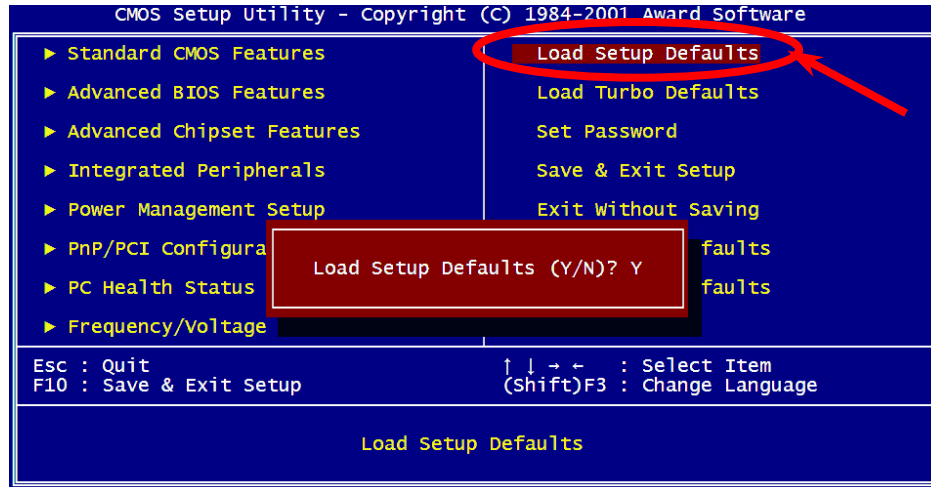 CMOS Setup Utility - Copyright (C) 1984-2001 Award Software
► Standard CMOS Features
► Advanced BIOS Features
► Advanced Chipset Features
► Integrated Peripherals
► Power Management Setup
► PnP/PCI Configura
► PC Health Status
► Frequency/Voltage
Load Setup Defaults
Load Turbo Defaults
Set Password
Save & Exit Setup
Exit Without Saving
faults
faults
Load Setup Defaults (Y/N)? Y
Esc : Quit
F10 : Save & Exit Setup
↑ ↓ → ← : Select Item
(Shift)F3 : Change Language
Load Setup Defaults